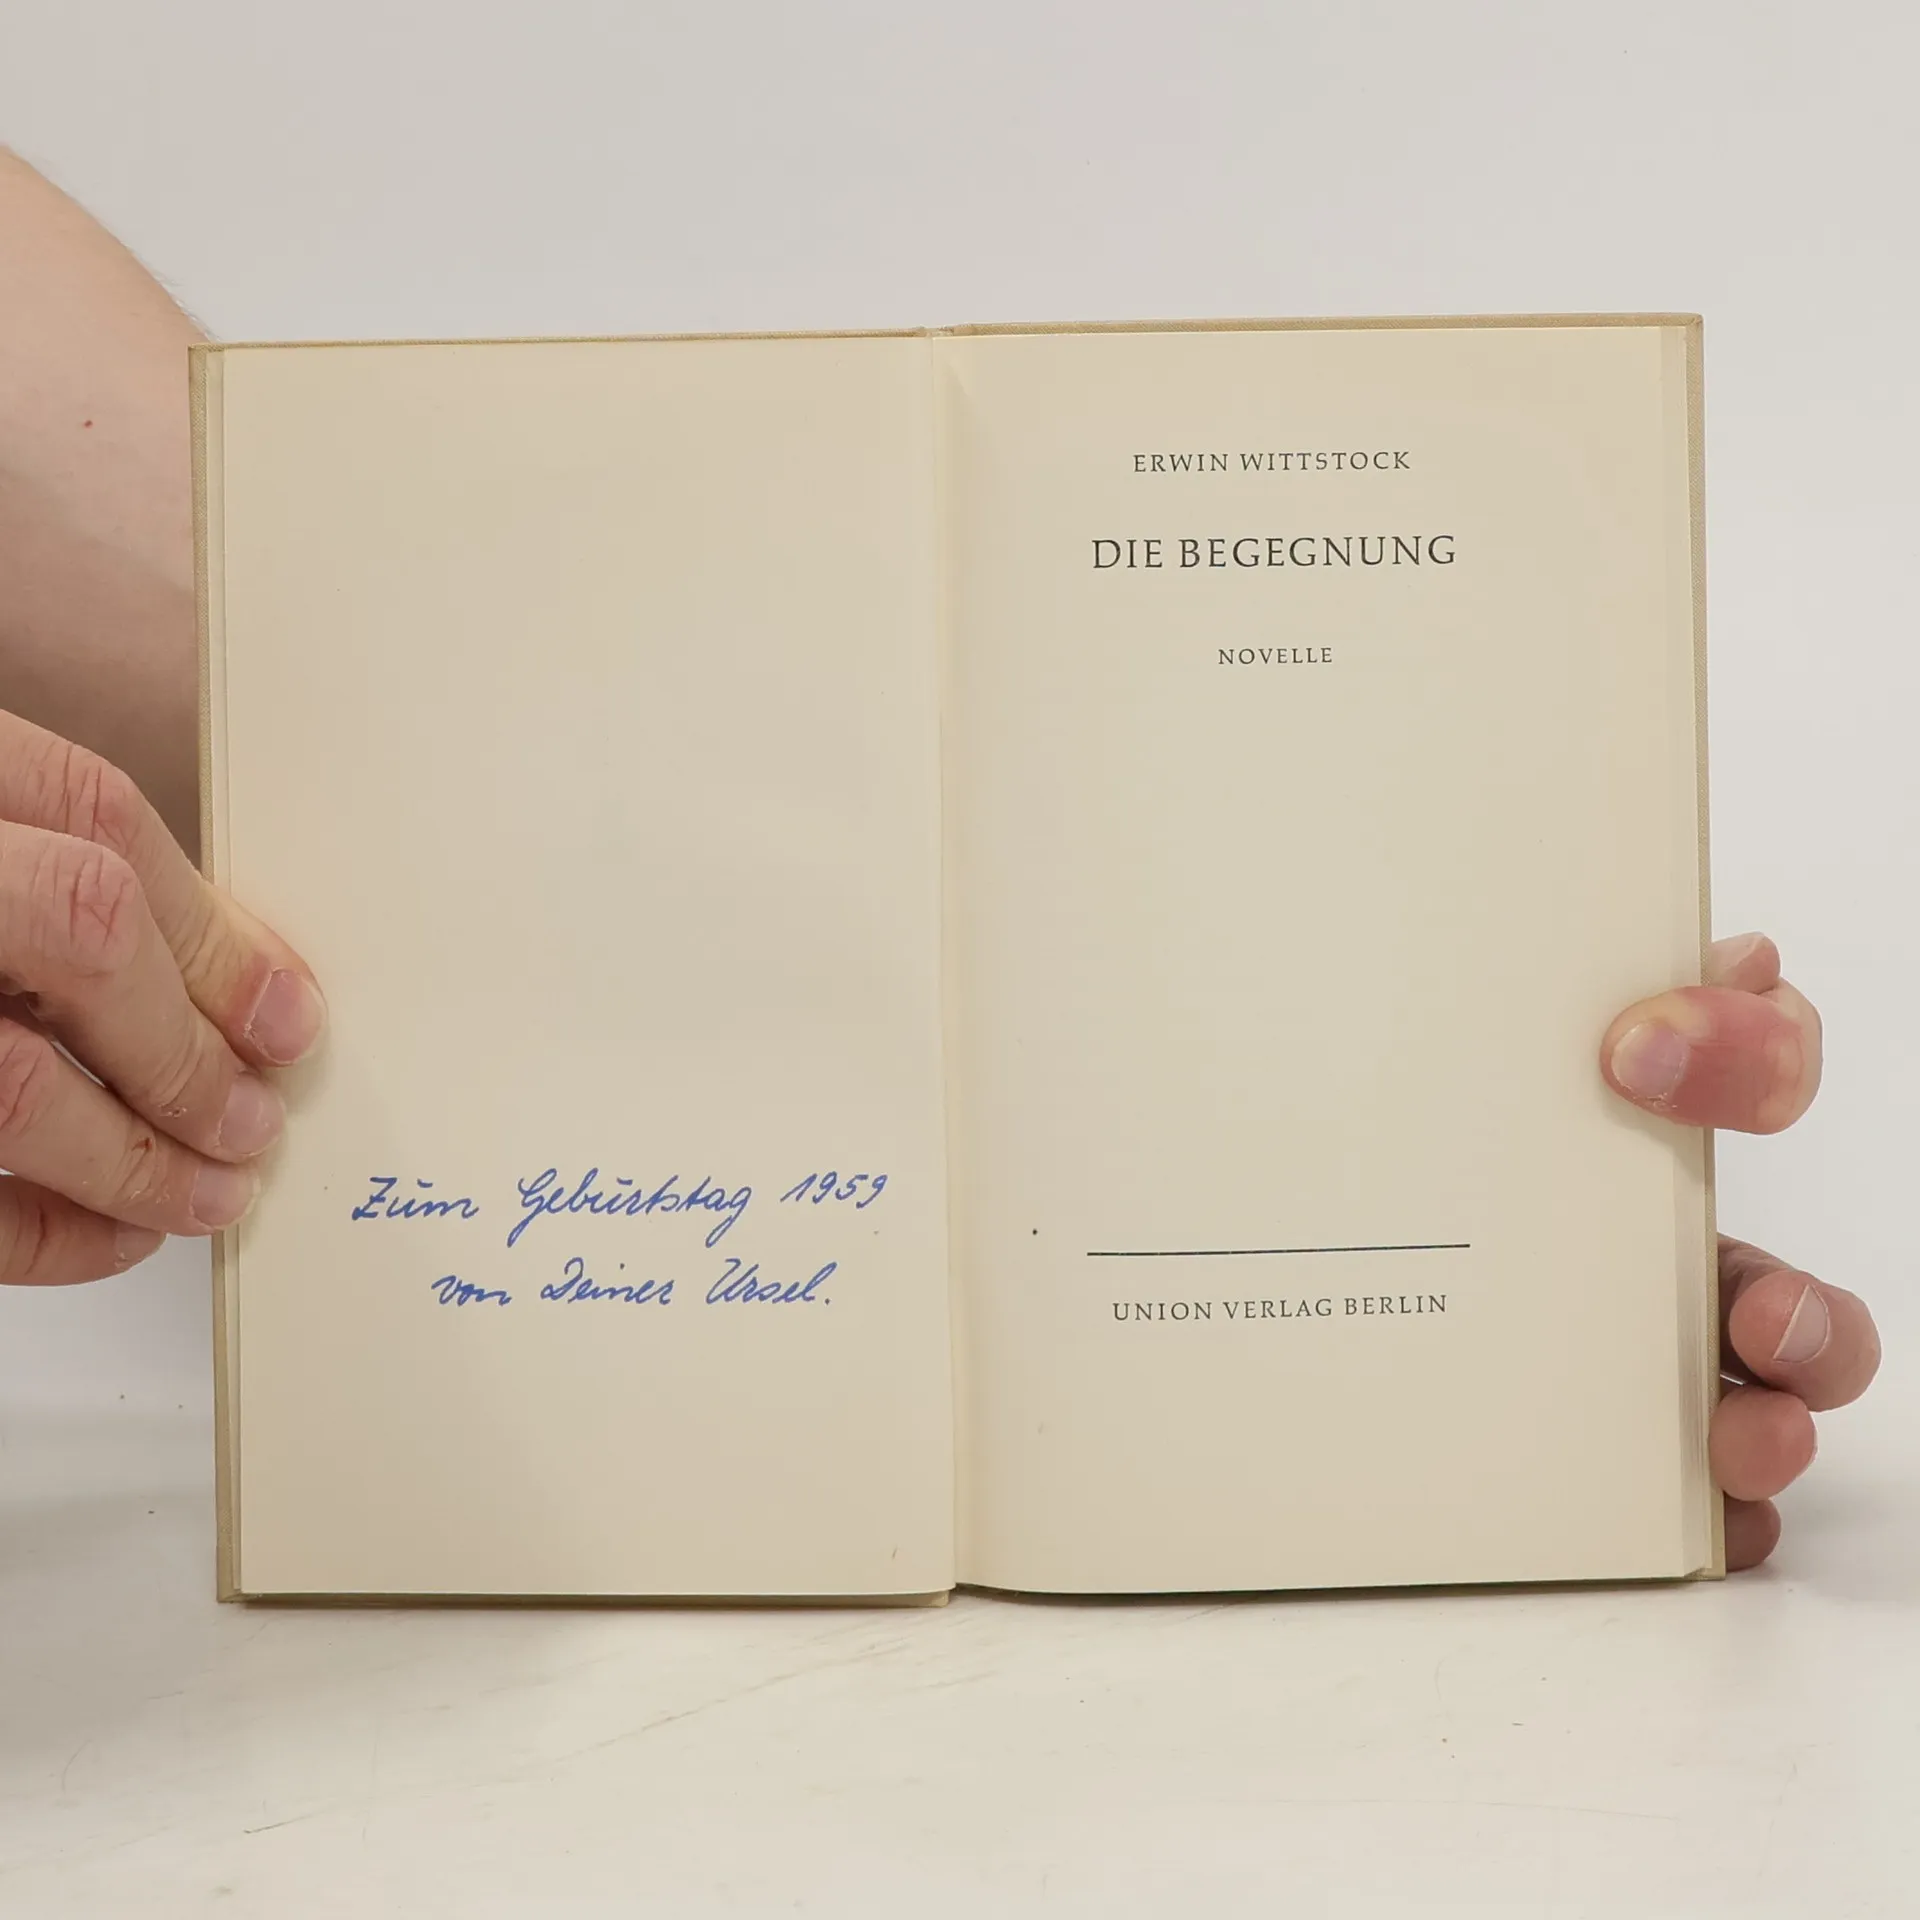 Zum Geburtstag 1959
von Deiner Ursel.
ERWIN WITTSTOCK
DIE BEGEGNUNG
NOVELLE
UNION VERLAG BERLIN